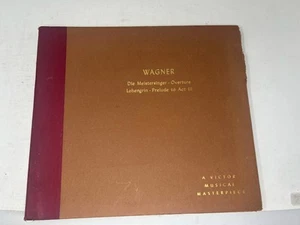 WAGNER
Die Meistersinger - Overture
Lohengrin - Prelude to Act III
A VICTOR
MUSICAL
MASTERPIECE